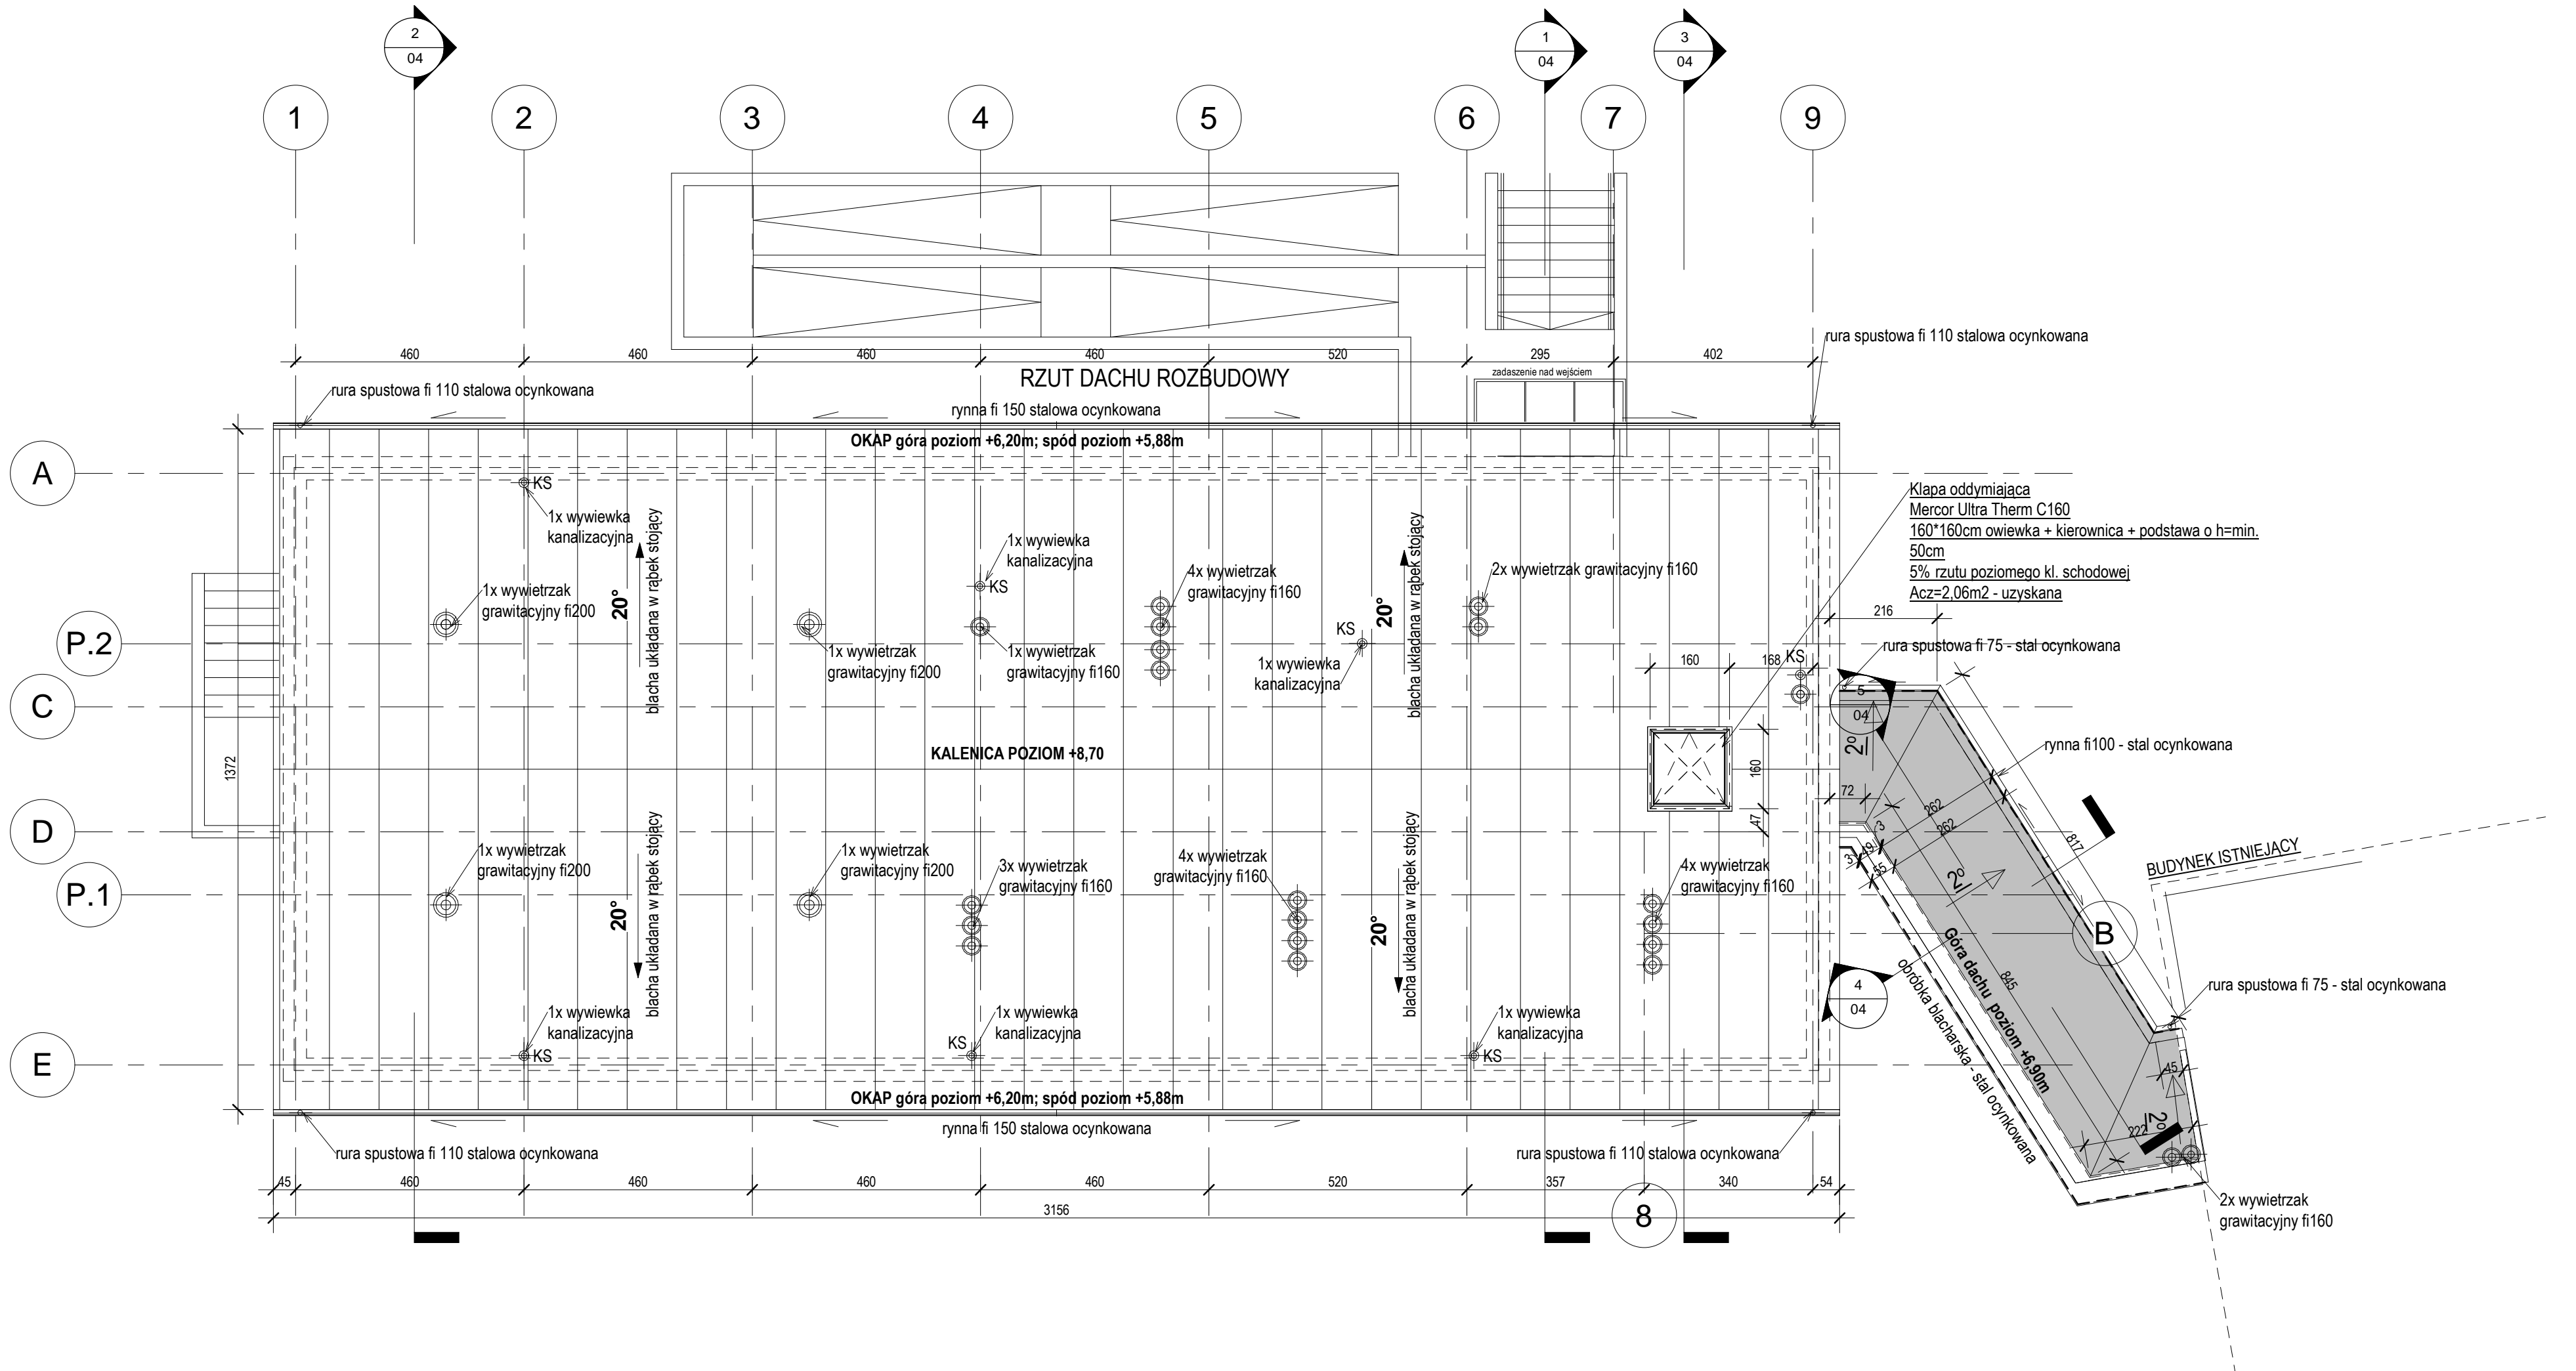 2
04
1
04
3
04
1
2
3
4
5
6
7
9
rura spustowa fi 110 stalowa ocynkowana
460
460
460
460
520
295
402
RZUT DACHU ROZBUDOWY
zadaszenie nad wejściem
rura spustowa fi 110 stalowa ocynkowana
rynna fi 150 stalowa ocynkowana
OKAP góra poziom +6,20m; spód poziom +5,88m
A
KS
1x wywiewka
kanalizacyjna
blacha układana w rąbek stojący
20°
1x wywiewka
kanalizacyjna
KS
4x wywietrzak
grawitacyjny fi160
2x wywietrzak grawitacyjny fi160
blacha układana w rąbek stojący
20°
Klapa oddymiająca
Mercor Ultra Therm C160
160*160cm owiewka + kierownica + podstawa o h=min.
50cm
5% rzutu poziomego kl. schodowej
Acz=2,06m2 - uzyskana
1x wywietrzak
grawitacyjny fi200
216
P.2
1x wywietrzak
grawitacyjny fi200
1x wywietrzak
grawitacyjny fi160
KS
1x wywiewka
kanalizacyjna
160
168
KS
rura spustowa fi 75 - stal ocynkowana
C
5
04
2º
rynna fi100 - stal ocynkowana
1372
KALENICA POZIOM +8,70
160
47
72
262
262
3
49
3
55
817
D
1x wywietrzak
grawitacyjny fi200
blacha układana w rąbek stojący
20°
1x wywietrzak
grawitacyjny fi200
3x wywietrzak
grawitacyjny fi160
4x wywietrzak
grawitacyjny fi160
blacha układana w rąbek stojący
20°
4x wywietrzak
grawitacyjny fi160
BUDYNEK ISTNIEJACY
P.1
2º
B
Góra dachu poziom +6,90m
845
obróbka blacharska - stal ocynkowana
4
04
rura spustowa fi 75 - stal ocynkowana
1x wywiewka
kanalizacyjna
KS
1x wywiewka
kanalizacyjna
KS
1x wywiewka
kanalizacyjna
KS
E
45
2º
222
OKAP góra poziom +6,20m; spód poziom +5,88m
rynna fi 150 stalowa ocynkowana
rura spustowa fi 110 stalowa ocynkowana
rura spustowa fi 110 stalowa ocynkowana
45
460
460
460
460
520
357
340
54
3156
8
2x wywietrzak
grawitacyjny fi160